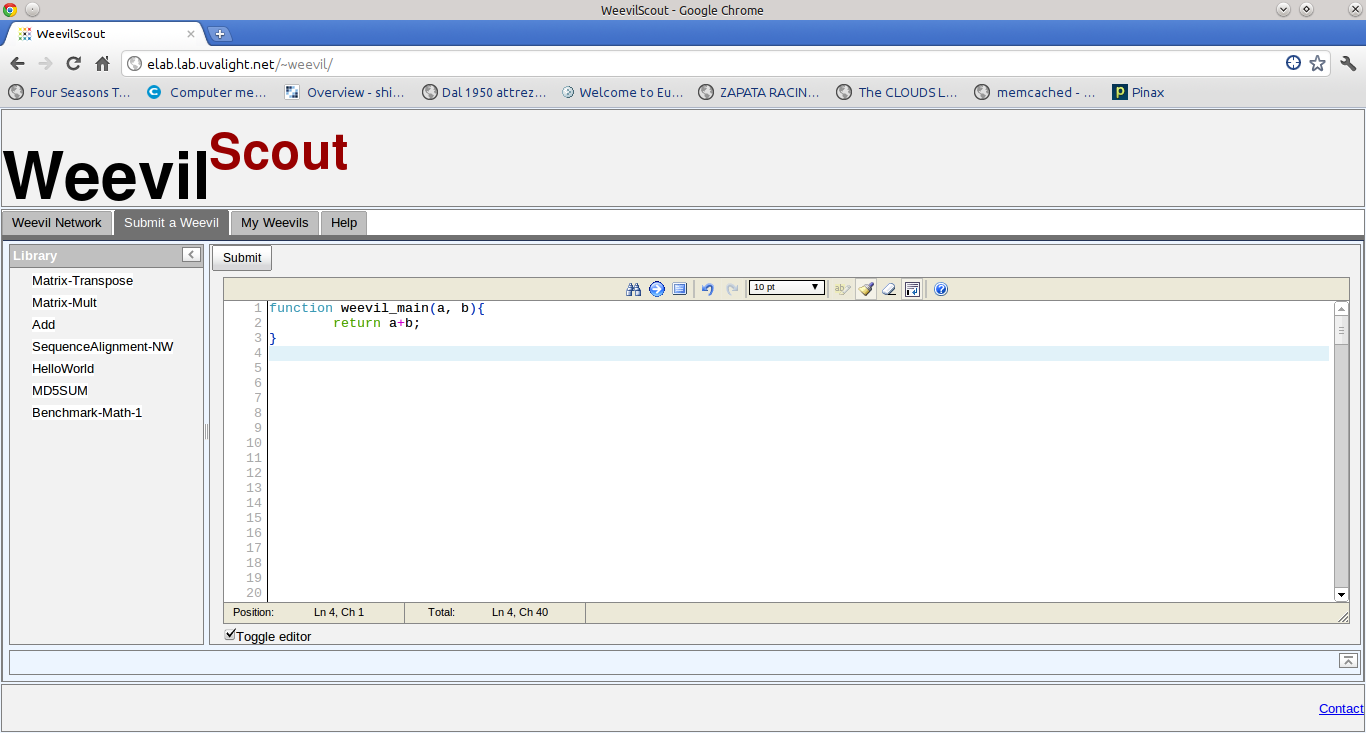 WeevilScout - Google Chrome
WeevilScout
elab.lab.uvalight.net/~weevil/
Four Seasons T... Computer me... Overview - shi... Dal 1950 attrez... Welcome to Eu... ZAPATA RACIN... The CLOUDS L... memcached - ... Pinax
WeevilScout
Weevil Network Submit a Weevil My Weevils Help
Library
Matrix-Transpose
Matrix-Mult
Add
SequenceAlignment-NW
HelloWorld
MD5SUM
Benchmark-Math-1
Submit
10 pt
1 function weevil_main(a, b){
2 return a+b;
3 }
4
5
6
7
8
9
10
11
12
13
14
15
16
17
18
19
20
Position: Ln 4, Ch 1 Total: Ln 4, Ch 40
Toggle editor
Contact